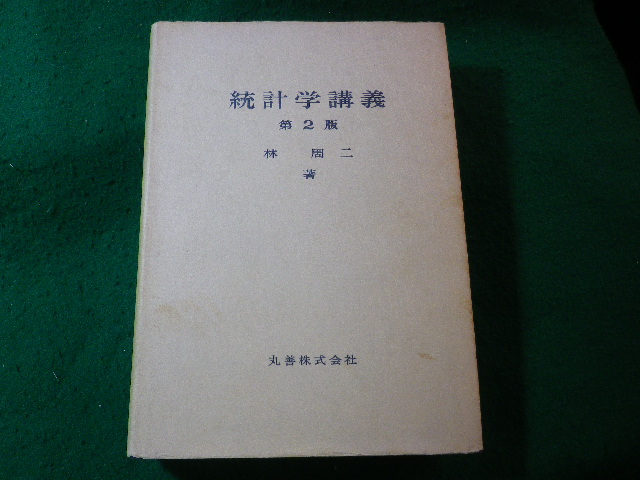 統計学講義
第2版
林 周二
著
丸善株式会社